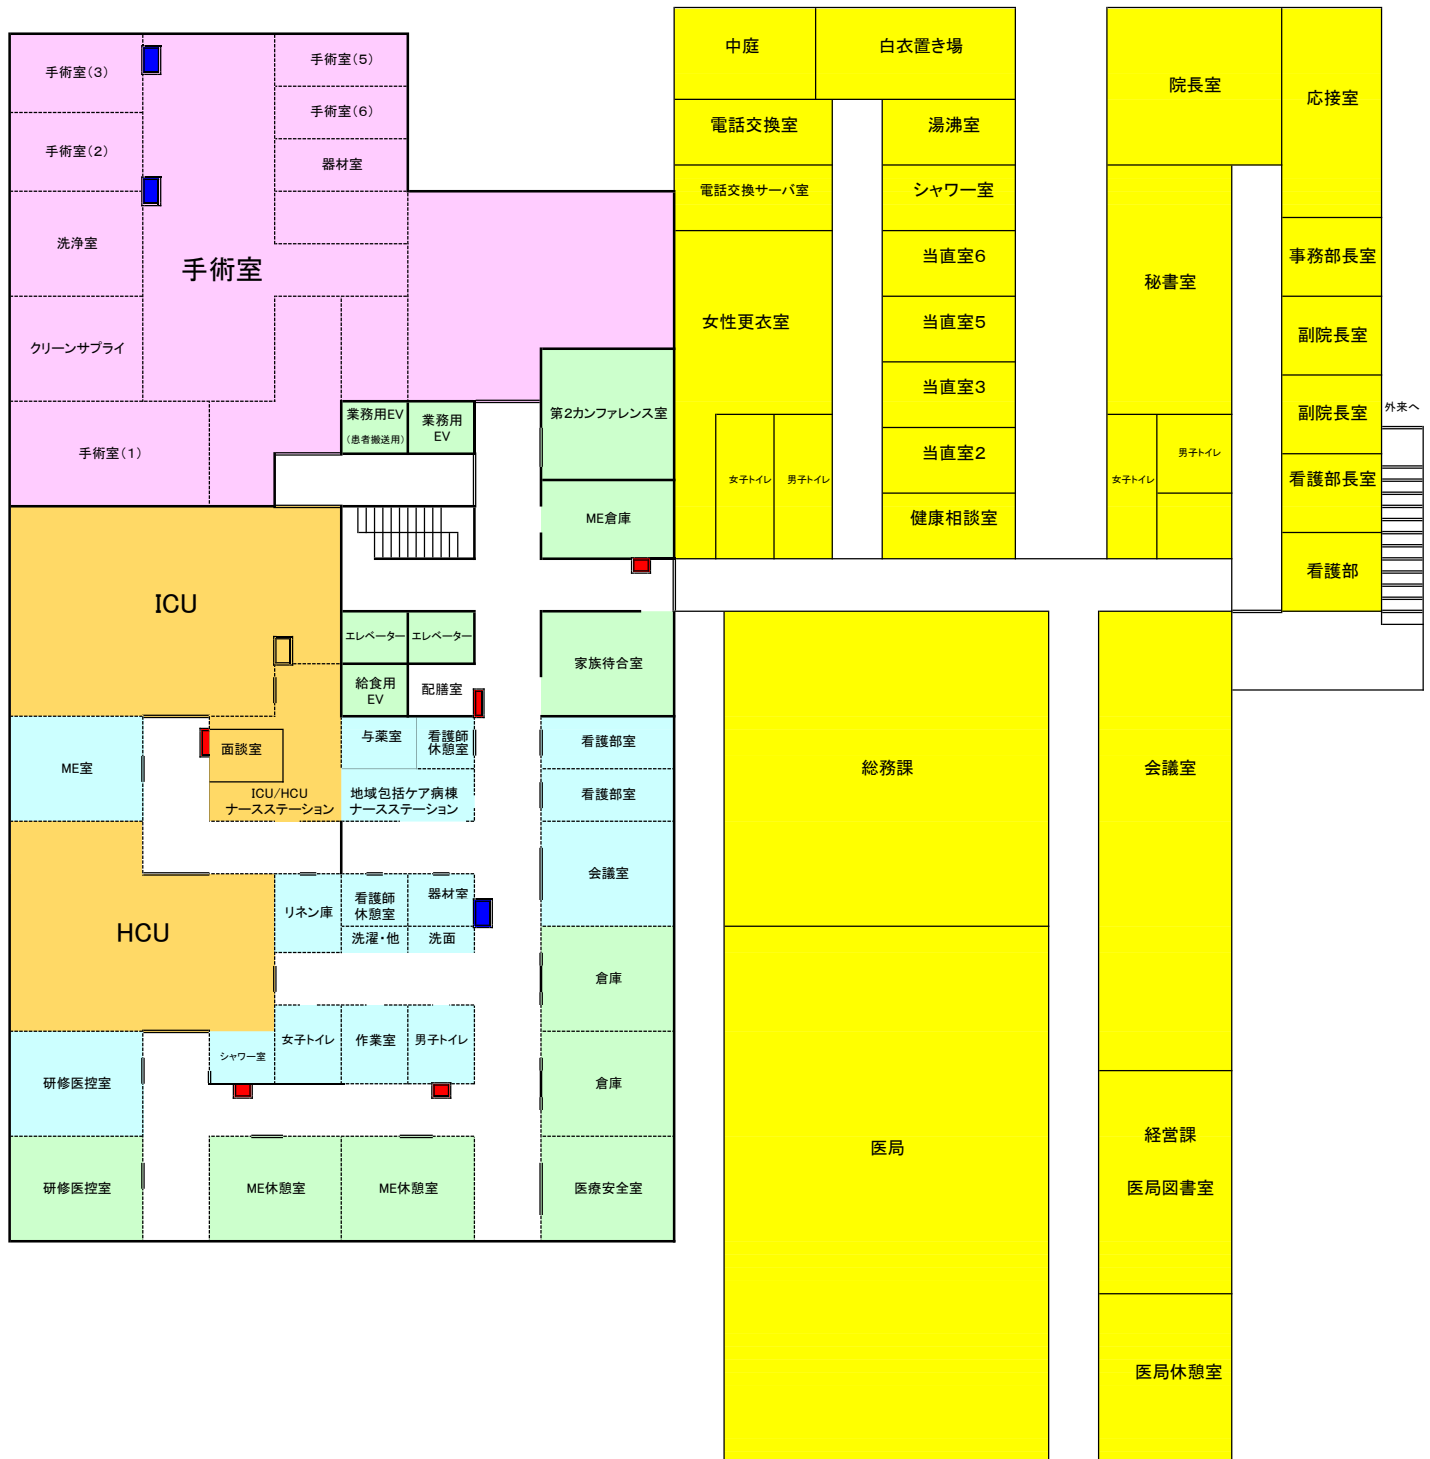 中庭
白衣置き場
院長室
応接室
手術室(3)
手術室(5)
手術室(6)
手術室(2)
器材室
電話交換室
湯沸室
電話交換サーバ室
シャワー室
洗浄室
手術室
当直室6
事務部長室
秘書室
女性更衣室
当直室5
副院長室
クリーンサプライ
当直室3
副院長室
外来へ
業務用EV
(患者搬送用)
業務用
EV
第2カンファレンス室
手術室(1)
当直室2
女子トイレ
男子トイレ
女子トイレ
男子トイレ
看護部長室
ME倉庫
健康相談室
看護部
ICU
エレベーター
エレベーター
家族待合室
給食用
EV
配膳室
ME室
面談室
与薬室
看護師
休憩室
看護部室
総務課
会議室
ICU/HCU
ナースステーション
地域包括ケア病棟
ナースステーション
看護部室
会議室
HCU
リネン庫
看護師
休憩室
器材室
洗濯・他
洗面
倉庫
シャワー室
女子トイレ
作業室
男子トイレ
研修医控室
倉庫
医局
経営課
医局図書室
研修医控室
ME休憩室
ME休憩室
医療安全室
医局休憩室